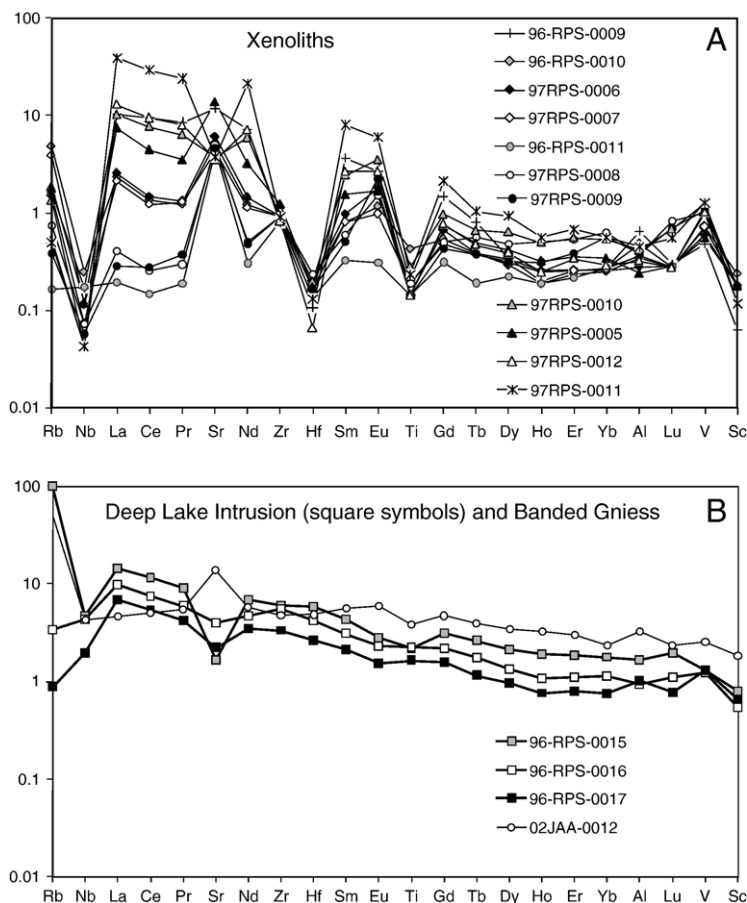 100
10
1
0.1
0.01
Xenoliths
A
96-RPS-0009
96-RPS-0010
97RPS-0006
97RPS-0007
96-RPS-0011
97RPS-0008
97RPS-0009
97RPS-0010
97RPS-0005
97RPS-0012
97RPS-0011
Rb Nb La Ce Pr Sr Nd Zr Hf Sm Eu Ti Gd Tb Dy Ho Er Yb Al Lu V Sc
100
10
1
0.1
0.01
Deep Lake Intrusion (square symbols) and Banded Gniess
B
96-RPS-0015
96-RPS-0016
96-RPS-0017
02JAA-0012
Rb Nb La Ce Pr Sr Nd Zr Hf Sm Eu Ti Gd Tb Dy Ho Er Yb Al Lu V Sc